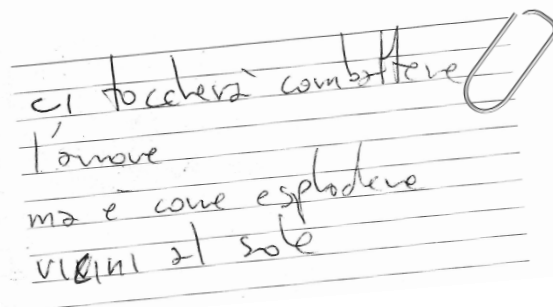 ci toccherà combattere
l'amore
ma è come esplodere
vicini al sole